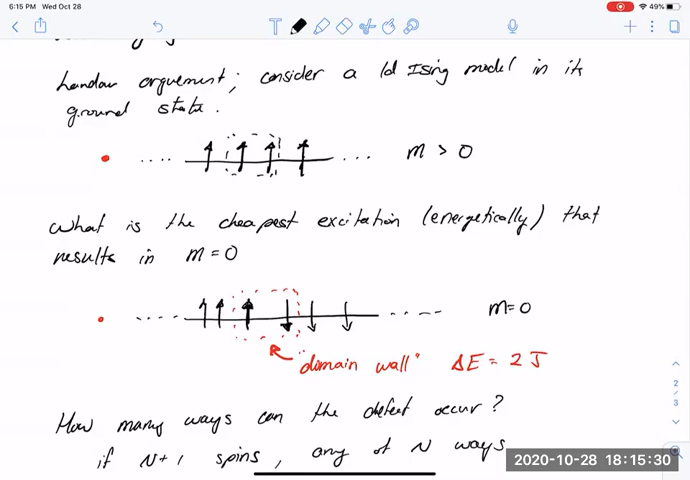 6:15 PM Wed Oct 28
49%
Landau arguement; consider a 1d Ising model in its
ground state.
.... ... m > 0
What is the cheapest excitation (energetically) that
results in m = 0
m = 0
"domain wall" ΔE = 2J
How many ways can the defect occur?
if N+1 spins, any of N ways
2
/
3
2020-10-28 18:15:30